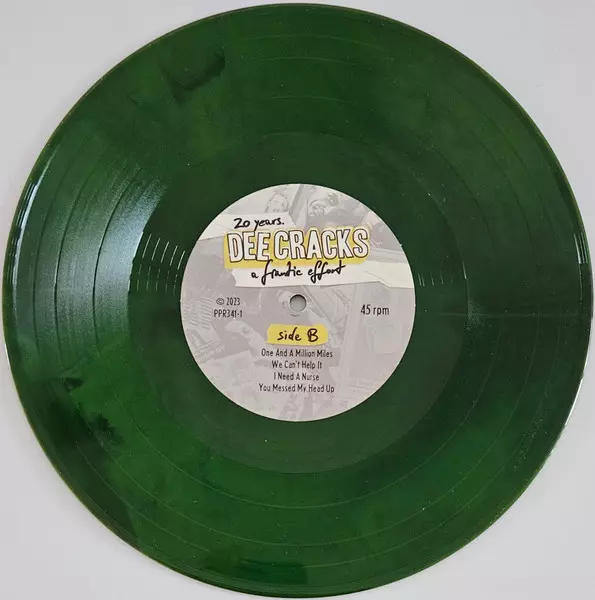 20 years.
DEECRACKS
a frantic effort
© 2023
PPR341-1
45 rpm
side B
One And A Million Miles
We Can't Help It
I Need A Nurse
You Messed My Head Up